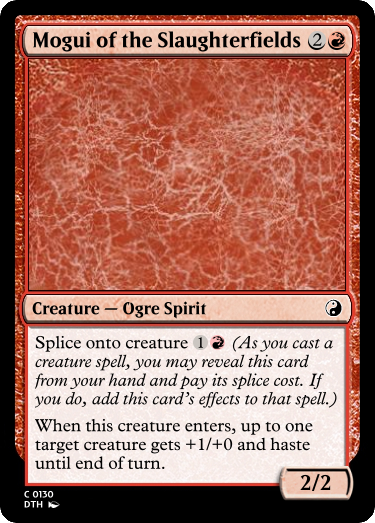 Mogui of the Slaughterfields 2
Creature — Ogre Spirit
Splice onto creature 1 (As you cast a
creature spell, you may reveal this card
from your hand and pay its splice cost. If
you do, add this card's effects to that spell.)
When this creature enters, up to one
target creature gets +1/+0 and haste
until end of turn.
2/2
C 0130
DTH